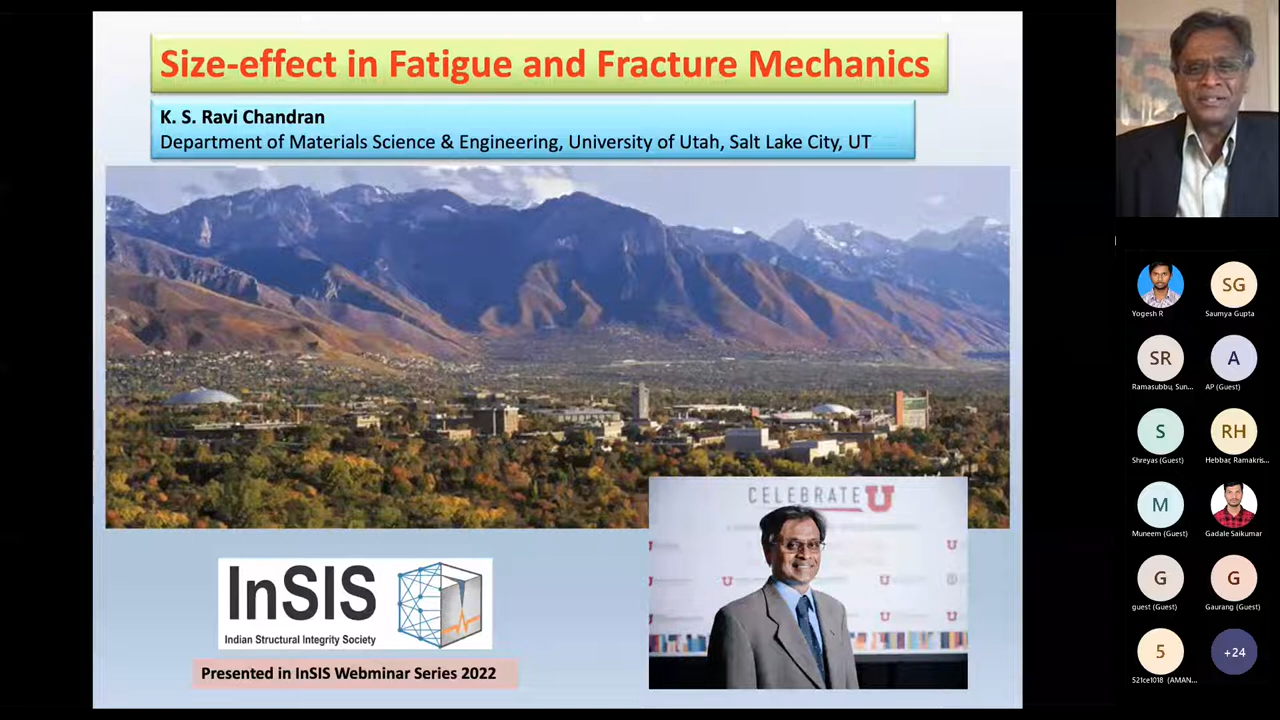 Size-effect in Fatigue and Fracture Mechanics
K. S. Ravi Chandran
Department of Materials Science & Engineering, University of Utah, Salt Lake City, UT
CELEBRATE U
InSIS
Indian Structural Integrity Society
Presented in InSIS Webminar Series 2022
Yogesh R
SG
Saumya Gupta
SR
Ramasubbu, Sun...
A
AP (Guest)
S
Shreyas (Guest)
RH
Hebbar, Ramakris...
M
Muneem (Guest)
Gadale Saikumar
G
guest (Guest)
G
Gaurang (Guest)
5
521ce1018 (AMAN...
+24